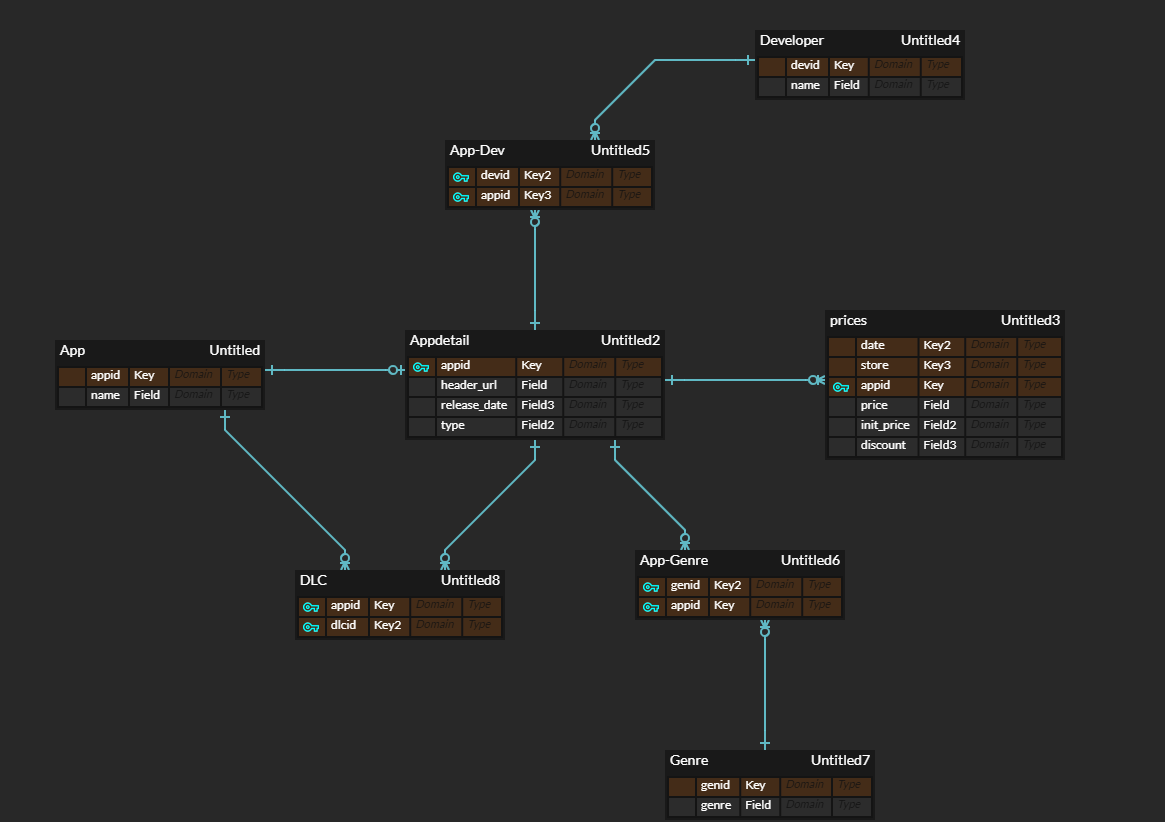 Developer Untitled4
devid Key Domain Type
name Field Domain Type
App-Dev Untitled5
devid Key2 Domain Type
appid Key3 Domain Type
App Untitled
appid Key Domain Type
name Field Domain Type
Appdetail Untitled2
appid Key Domain Type
header_url Field Domain Type
release_date Field3 Domain Type
type Field2 Domain Type
prices Untitled3
date Key2 Domain Type
store Key3 Domain Type
appid Key Domain Type
price Field Domain Type
init_price Field2 Domain Type
discount Field3 Domain Type
DLC Untitled8
appid Key Domain Type
dlcid Key2 Domain Type
App-Genre Untitled6
genid Key2 Domain Type
appid Key Domain Type
Genre Untitled7
genid Key Domain Type
genre Field Domain Type